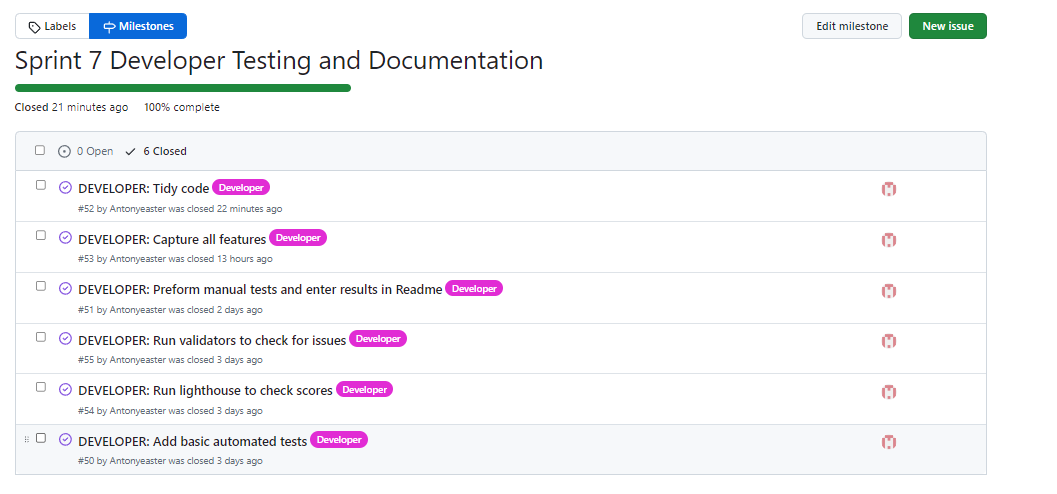 Labels Milestones Edit milestone New issue
Sprint 7 Developer Testing and Documentation
Closed 21 minutes ago 100% complete
0 Open 6 Closed
DEVELOPER: Tidy code Developer
#52 by Antonyeaster was closed 22 minutes ago
DEVELOPER: Capture all features Developer
#53 by Antonyeaster was closed 13 hours ago
DEVELOPER: Preform manual tests and enter results in Readme Developer
#51 by Antonyeaster was closed 2 days ago
DEVELOPER: Run validators to check for issues Developer
#55 by Antonyeaster was closed 3 days ago
DEVELOPER: Run lighthouse to check scores Developer
#54 by Antonyeaster was closed 3 days ago
DEVELOPER: Add basic automated tests Developer
#50 by Antonyeaster was closed 3 days ago